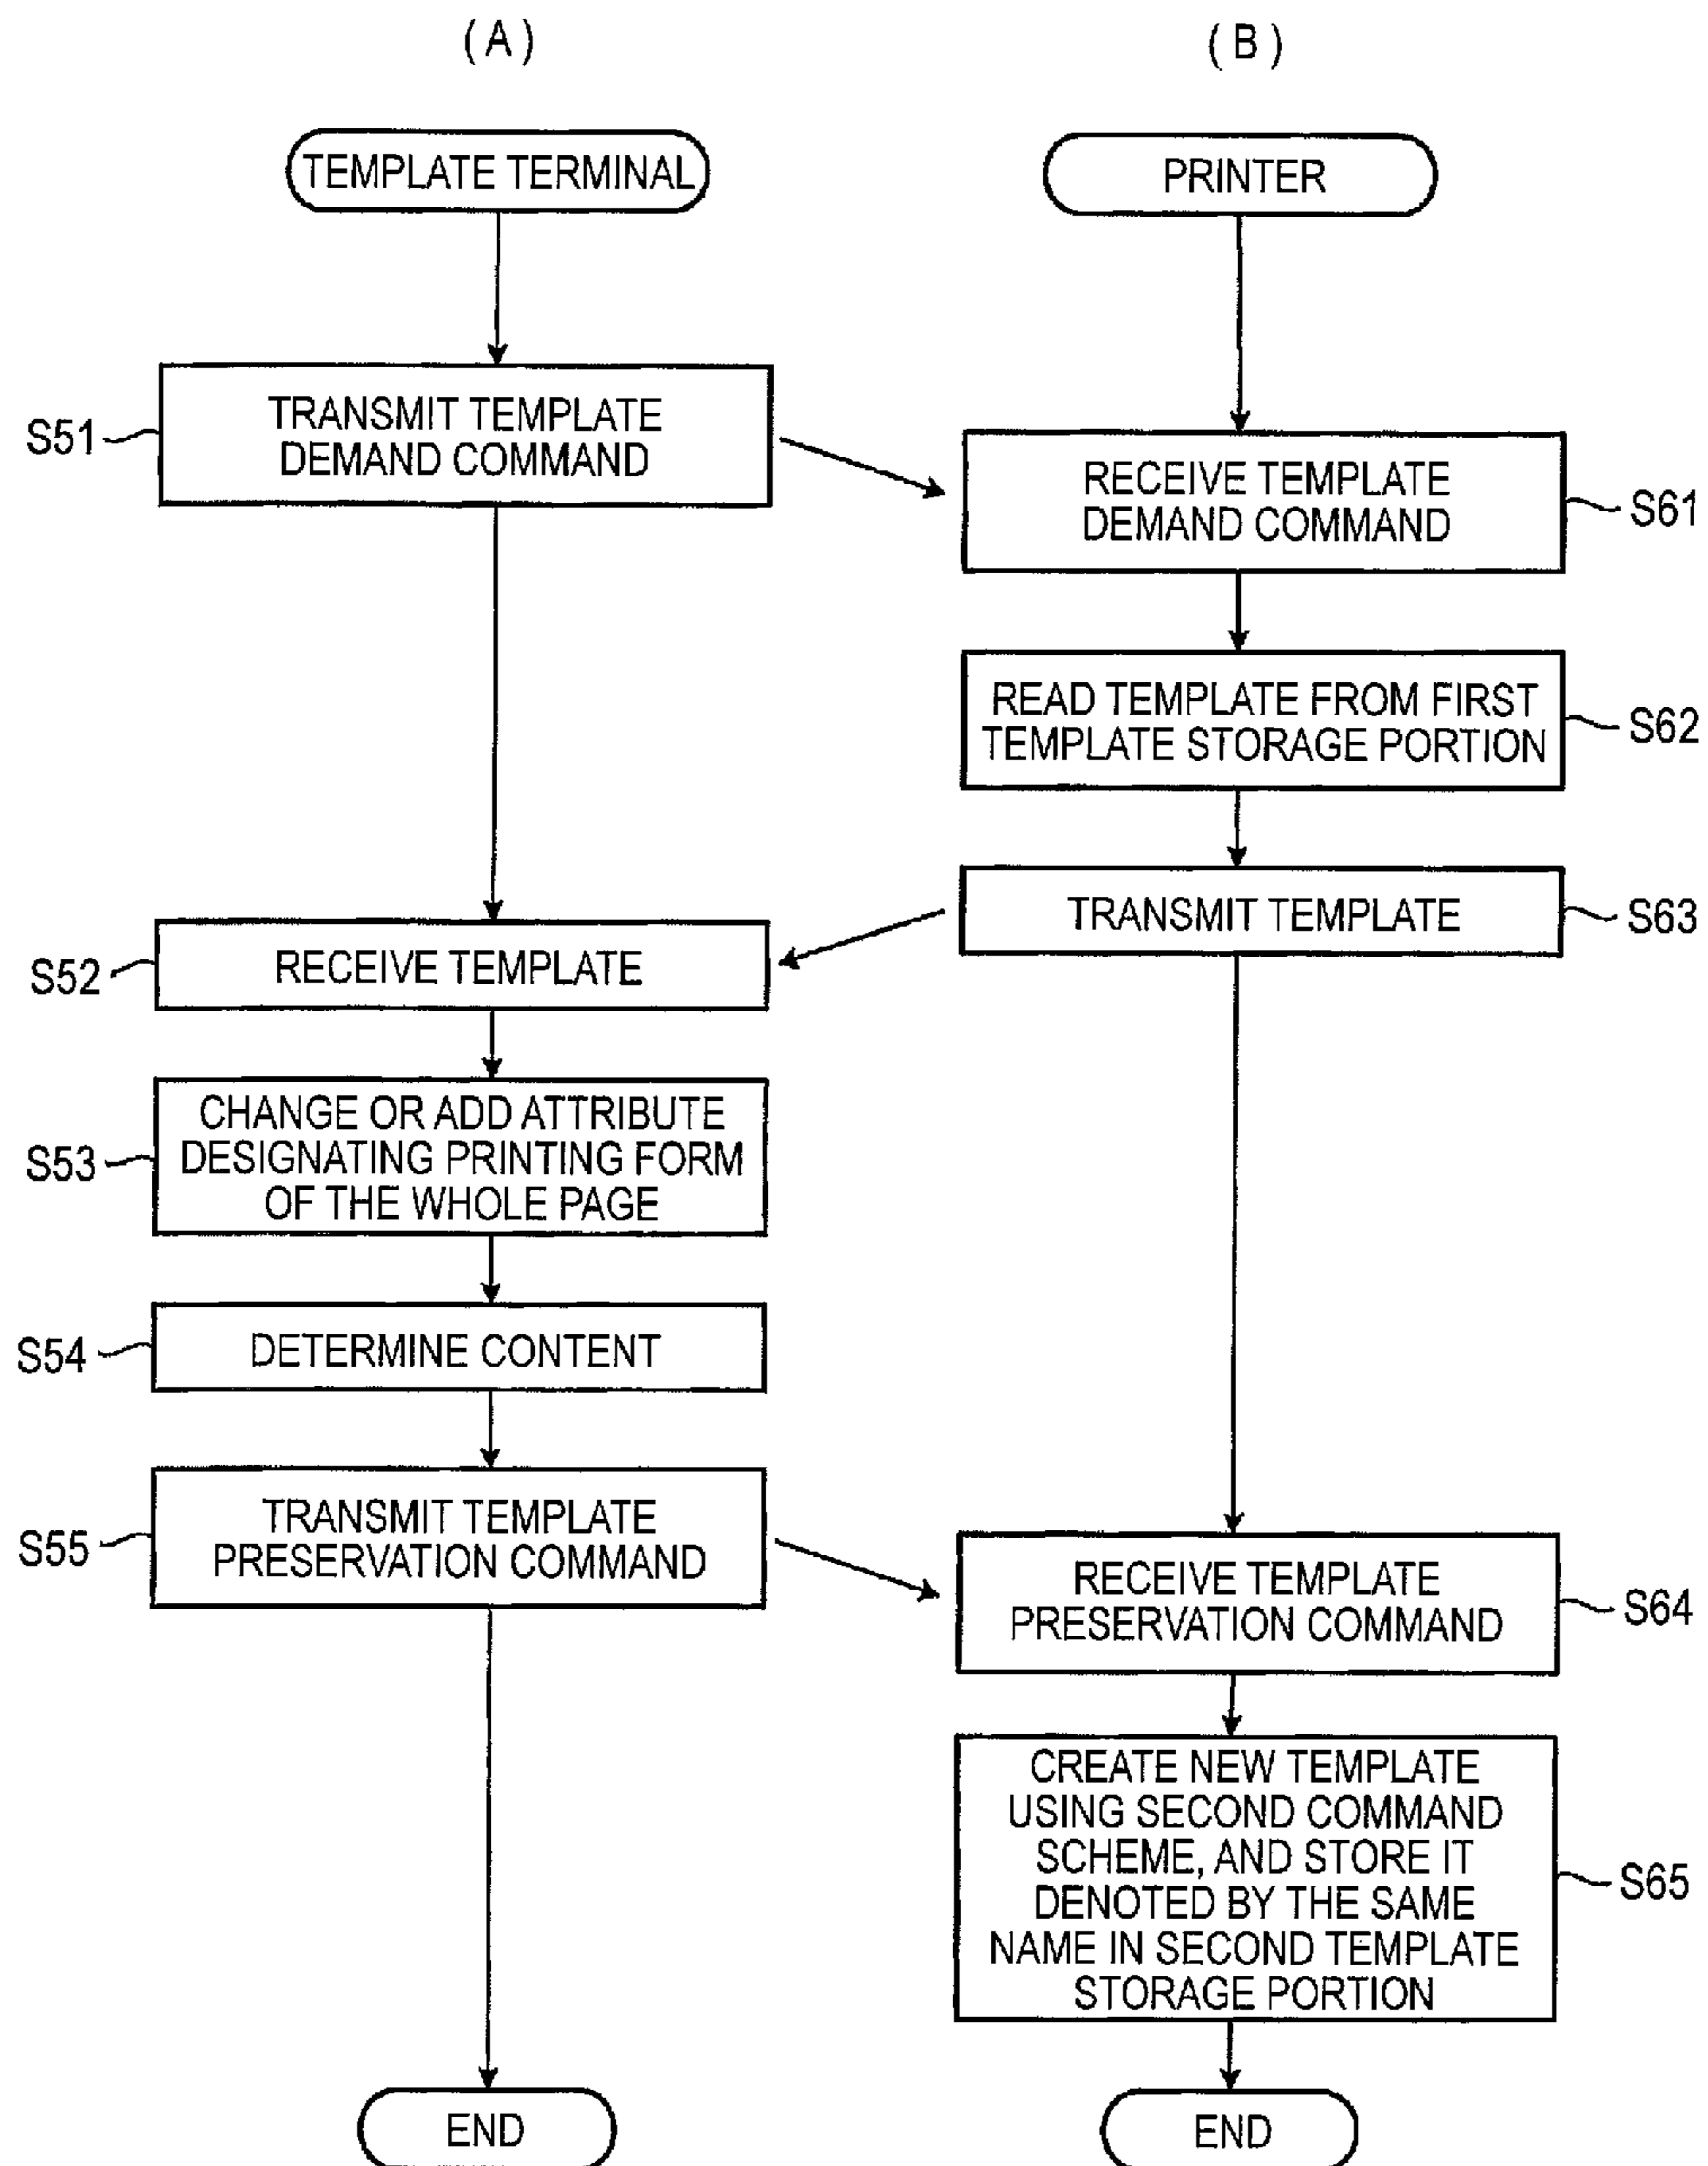 (A)
TEMPLATE TERMINAL
S51
TRANSMIT TEMPLATE
DEMAND COMMAND
S52
RECEIVE TEMPLATE
S53
CHANGE OR ADD ATTRIBUTE
DESIGNATING PRINTING FORM
OF THE WHOLE PAGE
S54
DETERMINE CONTENT
S55
TRANSMIT TEMPLATE
PRESERVATION COMMAND
END
(B)
PRINTER
RECEIVE TEMPLATE
DEMAND COMMAND
S61
READ TEMPLATE FROM FIRST
TEMPLATE STORAGE PORTION
S62
TRANSMIT TEMPLATE
S63
RECEIVE TEMPLATE
PRESERVATION COMMAND
S64
CREATE NEW TEMPLATE
USING SECOND COMMAND
SCHEME, AND STORE IT
DENOTED BY THE SAME
NAME IN SECOND TEMPLATE
STORAGE PORTION
S65
END